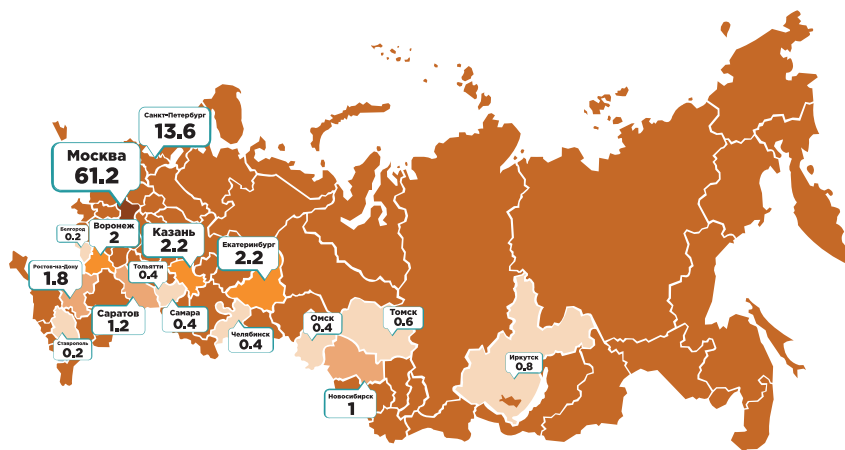 Санкт-Петербург
13.6
Москва
61.2
Белгород
0.2
Воронеж
2
Казань
2.2
Екатеринбург
2.2
Ростов-на-Дону
1.8
Тольятти
0.4
Саратов
1.2
Самара
0.4
Челябинск
0.4
Ставрополь
0.2
Омск
0.4
Томск
0.6
Новосибирск
1
Иркутск
0.8